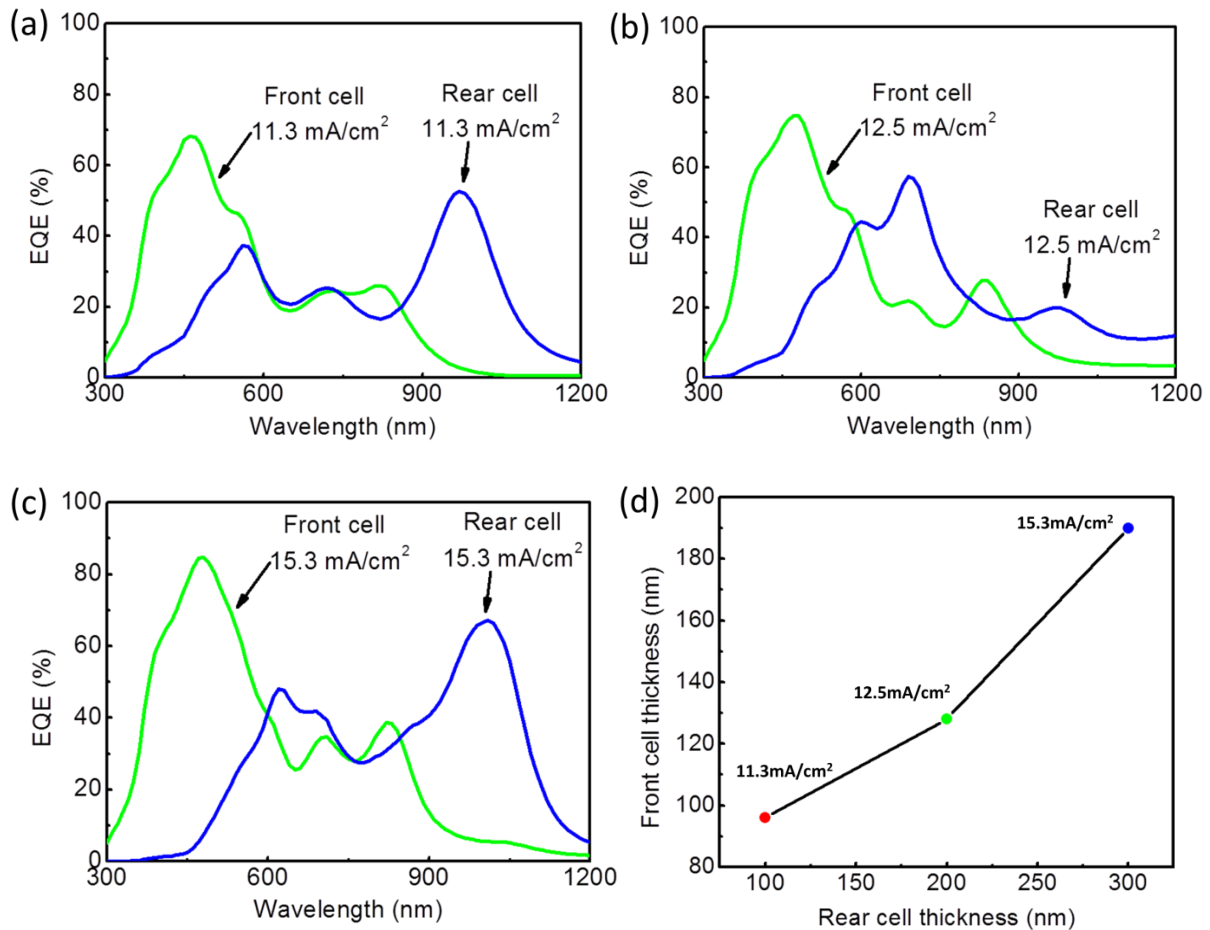 (a)
100
80
60
40
20
0
EQE (%)
Front cell
11.3 mA/cm²
Rear cell
11.3 mA/cm²
300
600
900
1200
Wavelength (nm)
(b)
100
80
60
40
20
0
EQE (%)
Front cell
12.5 mA/cm²
Rear cell
12.5 mA/cm²
300
600
900
1200
Wavelength (nm)
(c)
100
80
60
40
20
0
EQE (%)
Front cell
15.3 mA/cm²
Rear cell
15.3 mA/cm²
300
600
900
1200
Wavelength (nm)
(d)
200
180
160
140
120
100
80
Front cell thickness (nm)
15.3mA/cm²
12.5mA/cm²
11.3mA/cm²
100
150
200
250
300
Rear cell thickness (nm)